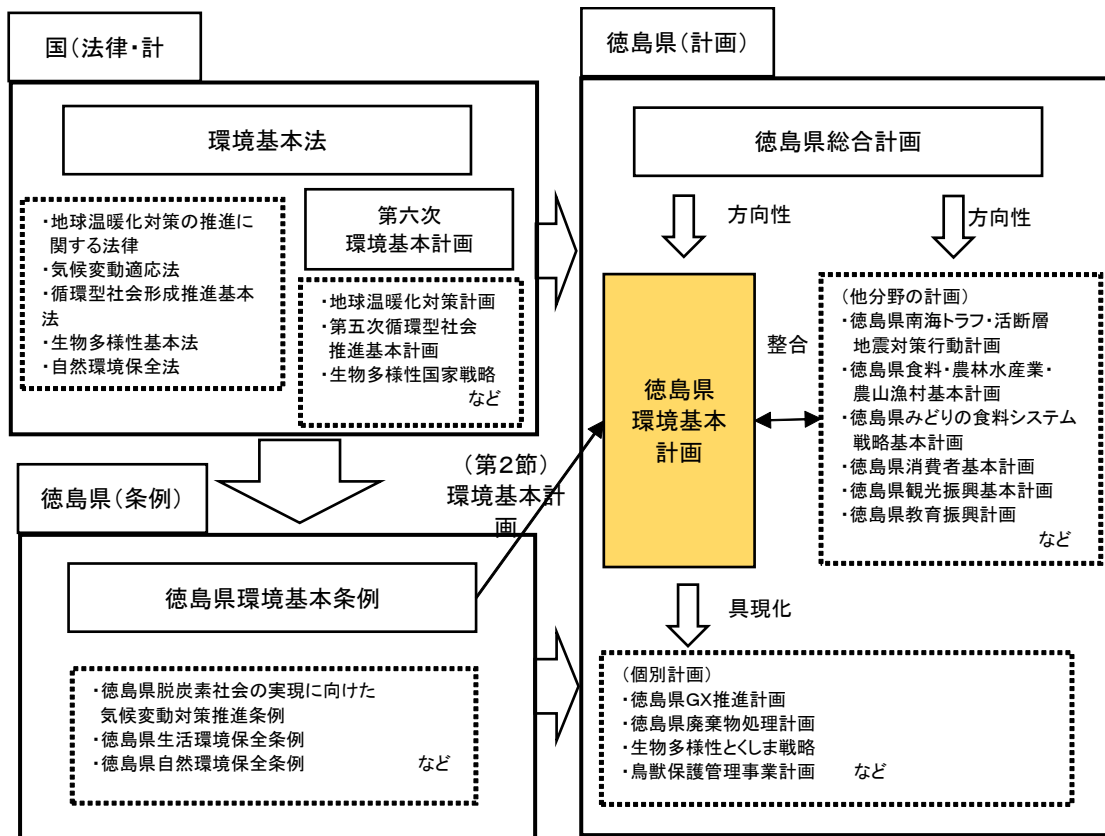 国(法律・計
環境基本法
・地球温暖化対策の推進に
関する法律
・気候変動適応法
・循環型社会形成推進基本
法
・生物多様性基本法
・自然環境保全法
第六次
環境基本計画
・地球温暖化対策計画
・第五次循環型社会
推進基本計画
・生物多様性国家戦略
など
徳島県(条例)
徳島県環境基本条例
・徳島県脱炭素社会の実現に向けた
気候変動対策推進条例
・徳島県生活環境保全条例
・徳島県自然環境保全条例 など
(第2節)
環境基本計
画
徳島県(計画)
徳島県総合計画
方向性
方向性
徳島県
環境基本
計画
整合
(他分野の計画)
・徳島県南海トラフ・活断層
地震対策行動計画
・徳島県食料・農林水産業・
農山漁村基本計画
・徳島県みどりの食料システム
戦略基本計画
・徳島県消費者基本計画
・徳島県観光振興基本計画
・徳島県教育振興計画
など
具現化
(個別計画)
・徳島県GX推進計画
・徳島県廃棄物処理計画
・生物多様性とくしま戦略
・鳥獣保護管理事業計画 など